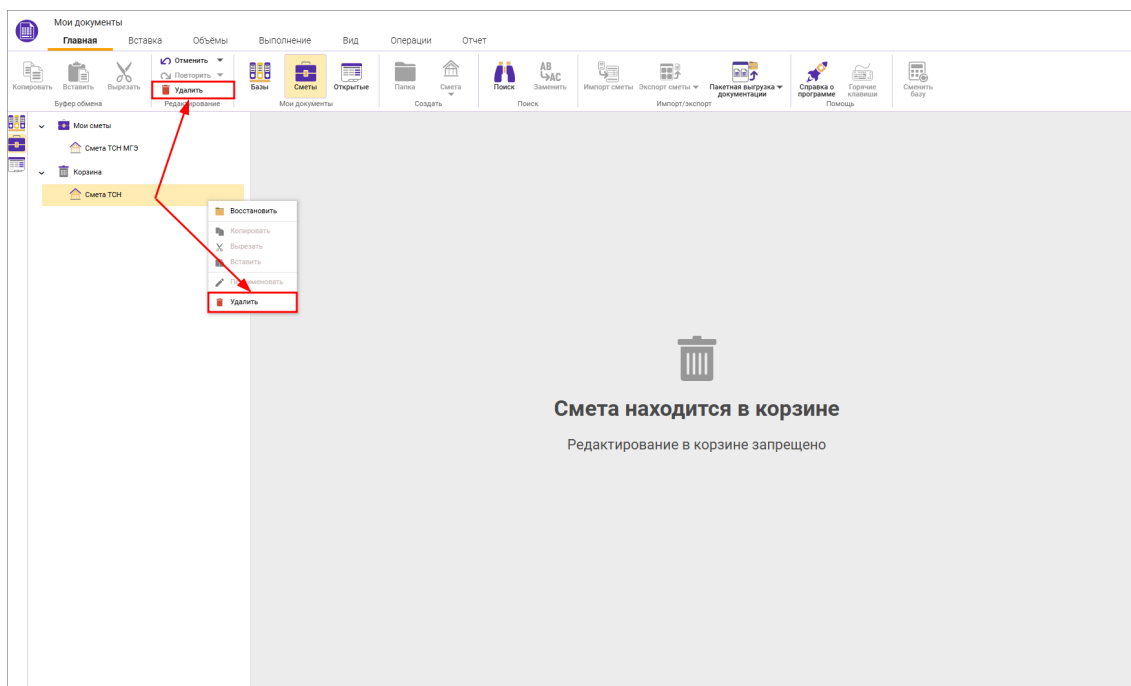 Мои документы
Главная Вставка Объёмы Выполнение Вид Операции Отчет
Копировать Вставить Вырезать
Отменить
Повторить
Удалить
Базы Сметы Открытые
Папка Смета
Поиск
AB
AC
Заменить
Импорт сметы Экспорт сметы Пакетная выгрузка документации
Справка о программе
Горячие клавиши
Сменить базу
Буфер обмена Редактирование Мои документы Создать Поиск Импорт/экспорт Помощь
Мои сметы
Смета ТСН МГЭ
Корзина
Смета ТСН
Восстановить
Копировать
Вырезать
Вставить
Удалить
Смета находится в корзине
Редактирование в корзине запрещено